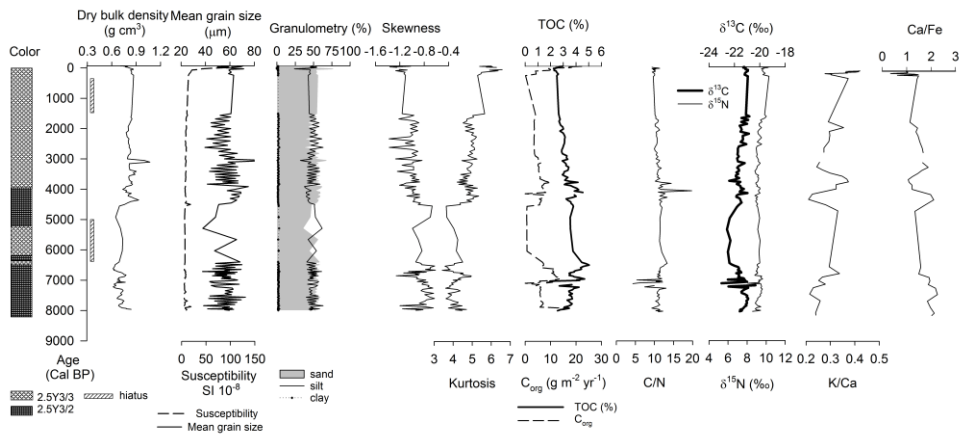 Dry bulk density Mean grain size Granulometry (%) Skewness TOC (%) δ¹³C (‰) Ca/Fe
(g cm³) (μm)
Color 0.3 0.6 0.9 1.2 20 40 60 80 0 25 50 75 100 -1.6 -1.2 -0.8 -0.4 0 1 2 3 4 5 6 -24 -22 -20 -18 0 1 2 3
0
δ¹³C
δ¹⁵N
1000
2000
3000
4000
5000
6000
7000
8000
9000
3 4 5 6 7
Age 0 50 100 150 0 10 20 30 0 10 20 4 6 8 10 12 0.2 0.3 0.4 0.5
(Cal BP) Susceptibility sand Kurtosis Corg (g m⁻² yr⁻¹) C/N δ¹⁵N (‰) K/Ca
SI 10⁻⁸ silt
2.5Y3/3 hiatus clay
2.5Y3/2
TOC (%)
Susceptibility Corg
Mean grain size